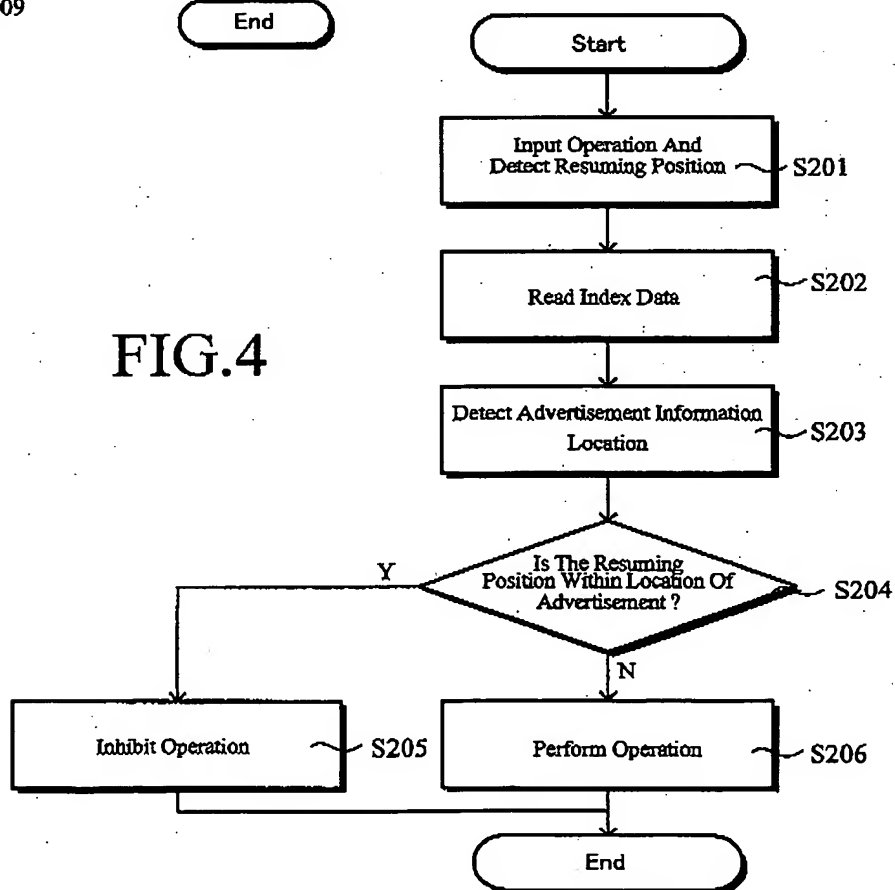 09
End
Start
Input Operation And
Detect Resuming Position
S201
Read Index Data
S202
FIG.4
Detect Advertisement Information
Location
S203
Is The Resuming
Position Within Location Of
Advertisement ?
S204
Y
N
Inhibit Operation
S205
Perform Operation
S206
End